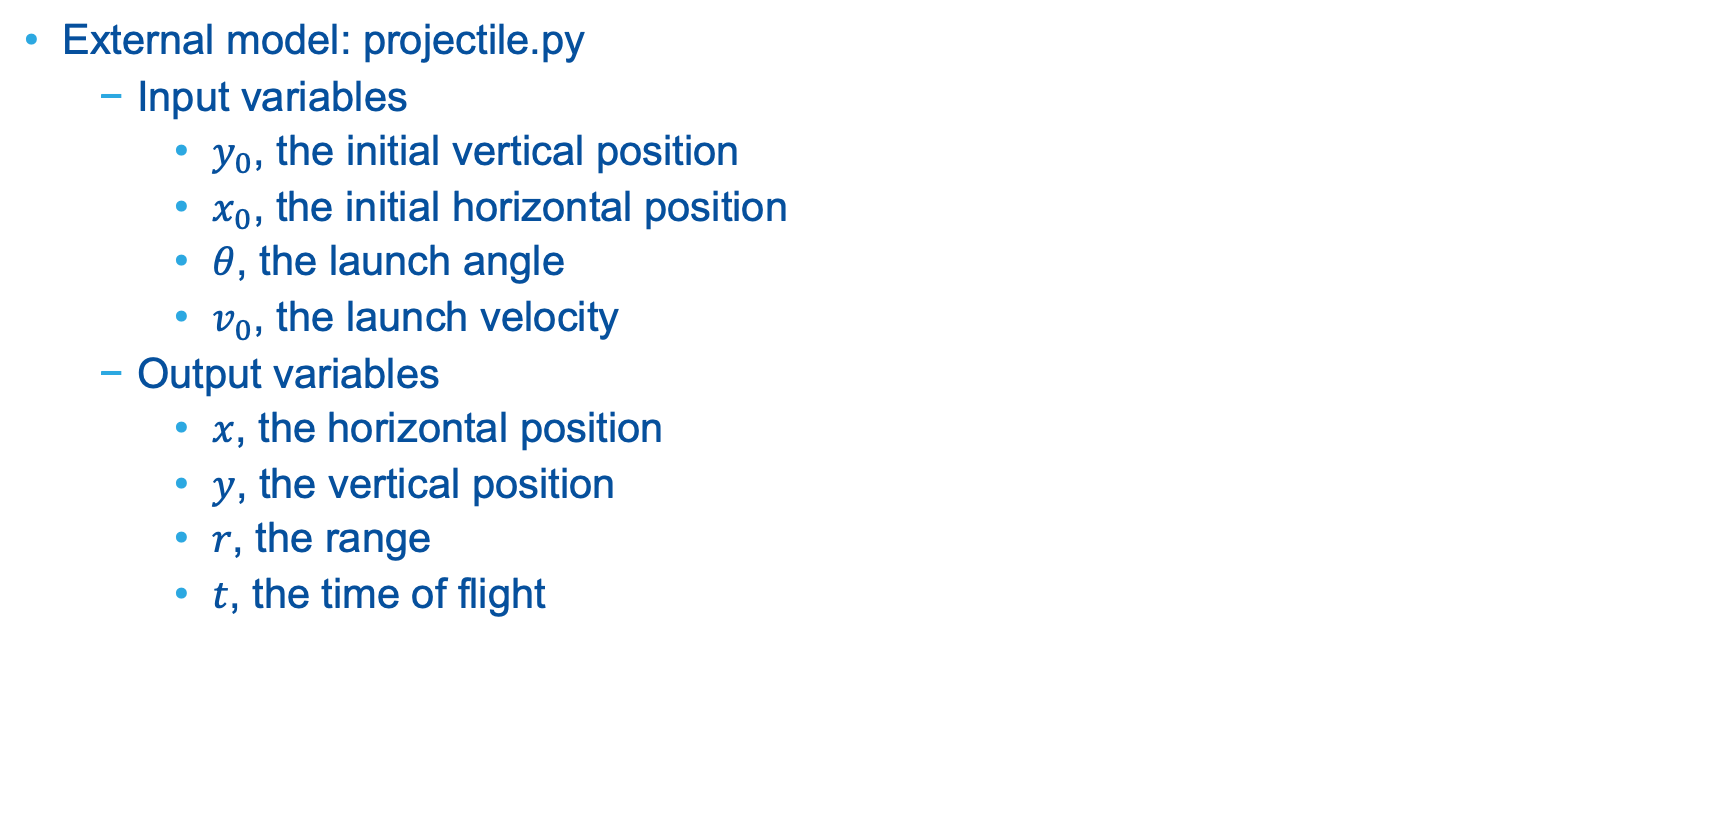 • External model: projectile.py
– Input variables
• y₀, the initial vertical position
• x₀, the initial horizontal position
• θ, the launch angle
• v₀, the launch velocity
– Output variables
• x, the horizontal position
• y, the vertical position
• r, the range
• t, the time of flight